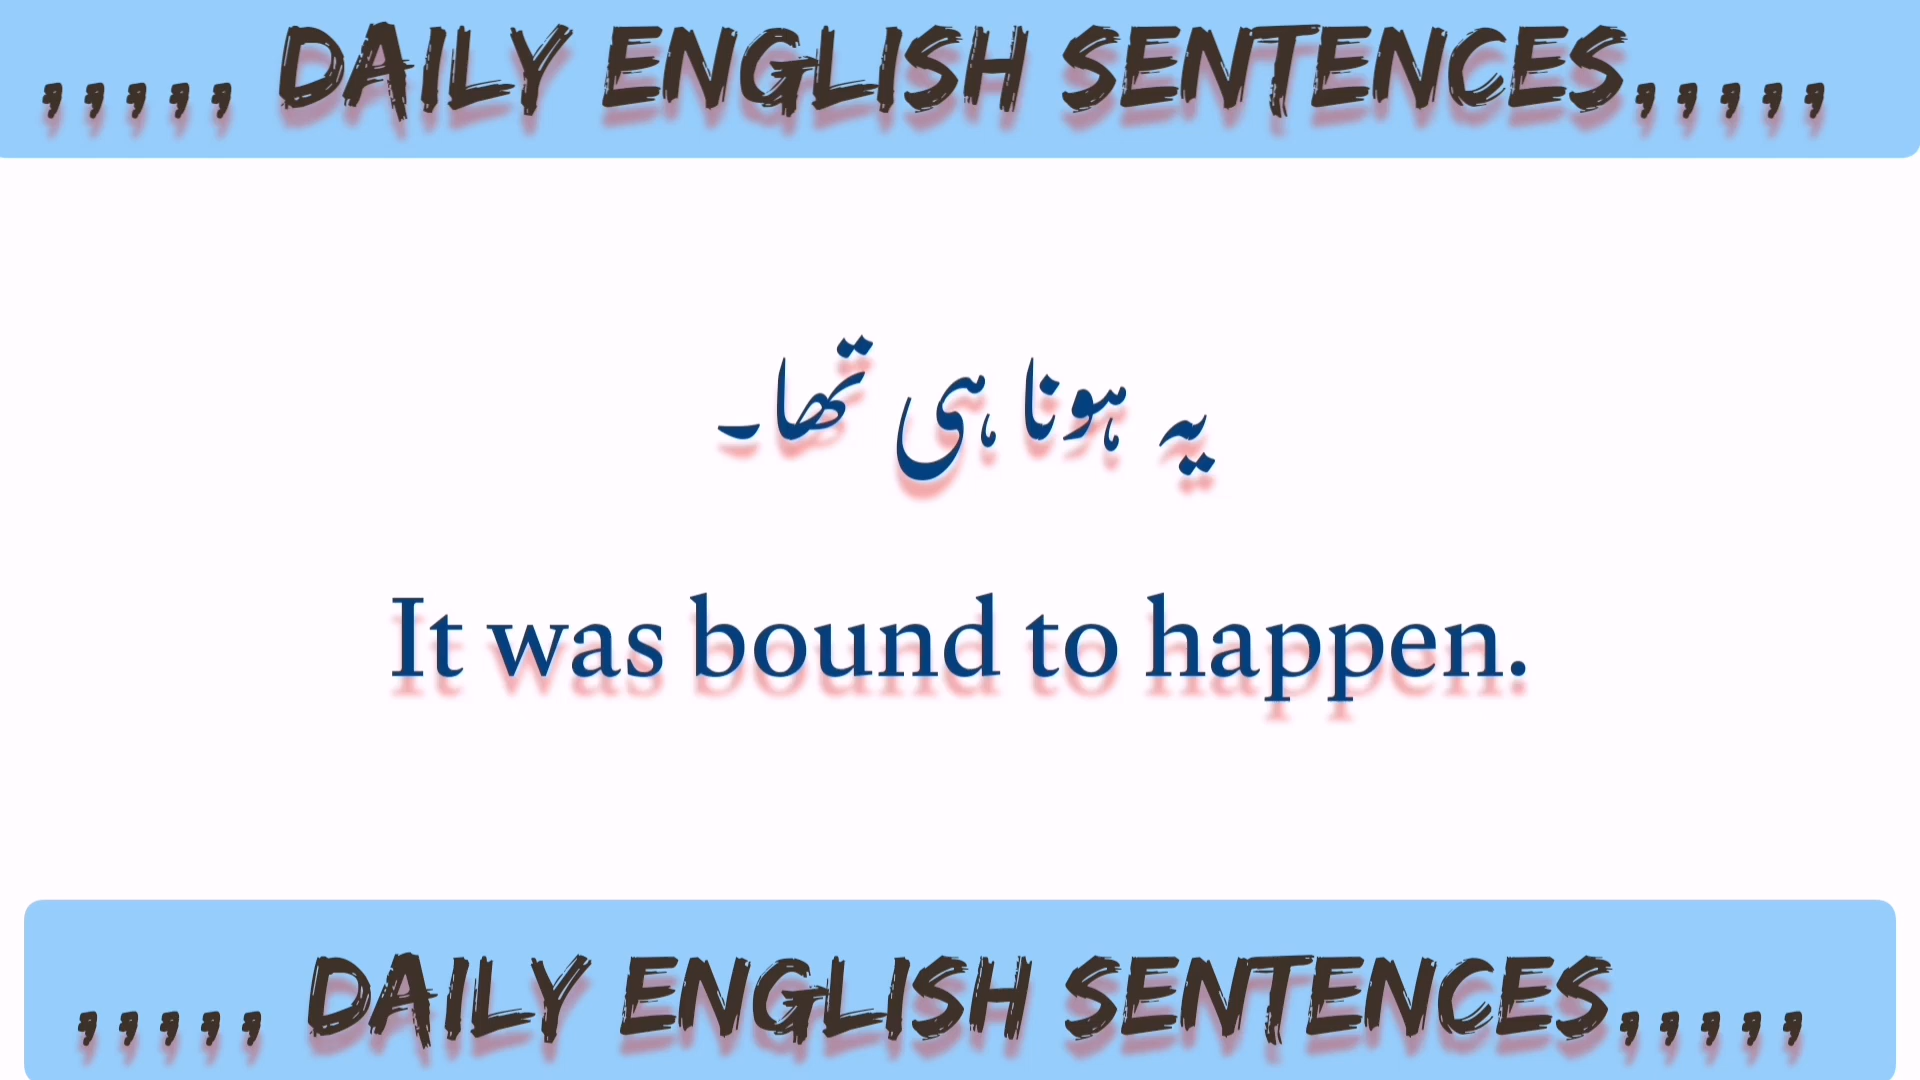 ,,,,, DAILY ENGLISH SENTENCES,,,,,
یہ ہونا ہی تھا۔
It was bound to happen.
,,,,, DAILY ENGLISH SENTENCES,,,,,